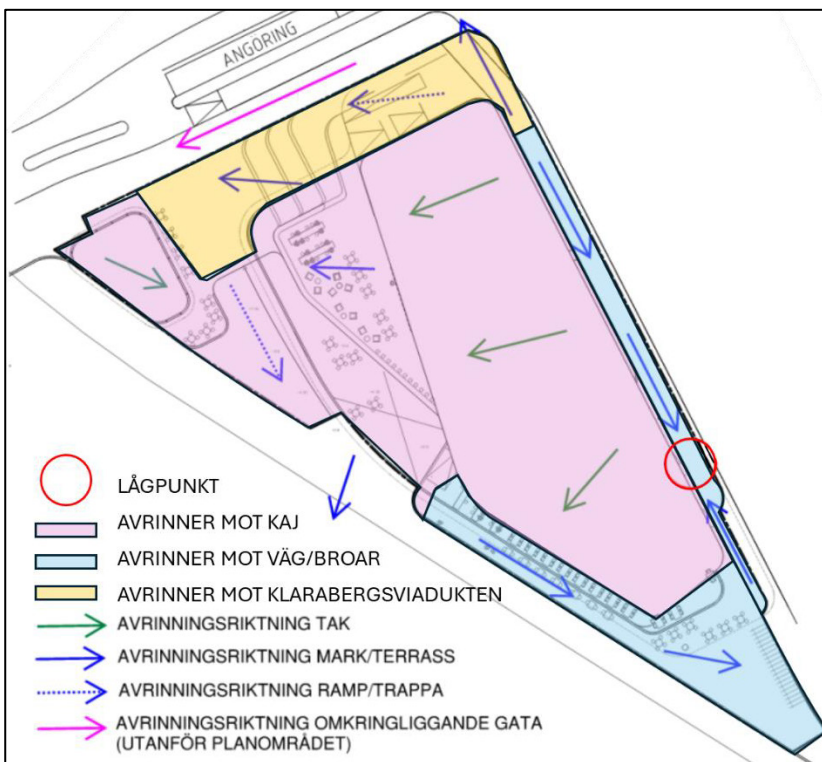 ANGÖRING
LÅGPUNKT
AVRINNER MOT KAJ
AVRINNER MOT VÄG/BROAR
AVRINNER MOT KLARABERGSVIADUKTEN
AVRINNINGSRIKTNING TAK
AVRINNINGSRIKTNING MARK/TERRASS
AVRINNINGSRIKTNING RAMP/TRAPPA
AVRINNINGSRIKTNING OMKRINGLIGGANDE GATA
(UTANFÖR PLANOMRÅDET)